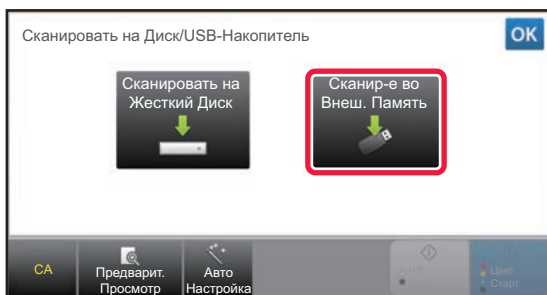 Сканировать на Диск/USB-Накопитель
OK
Сканировать на
Жесткий Диск
Сканир-е во
Внеш. Память
CA
Предварит.
Просмотр
Авто
Настройка
Цвет
Старт